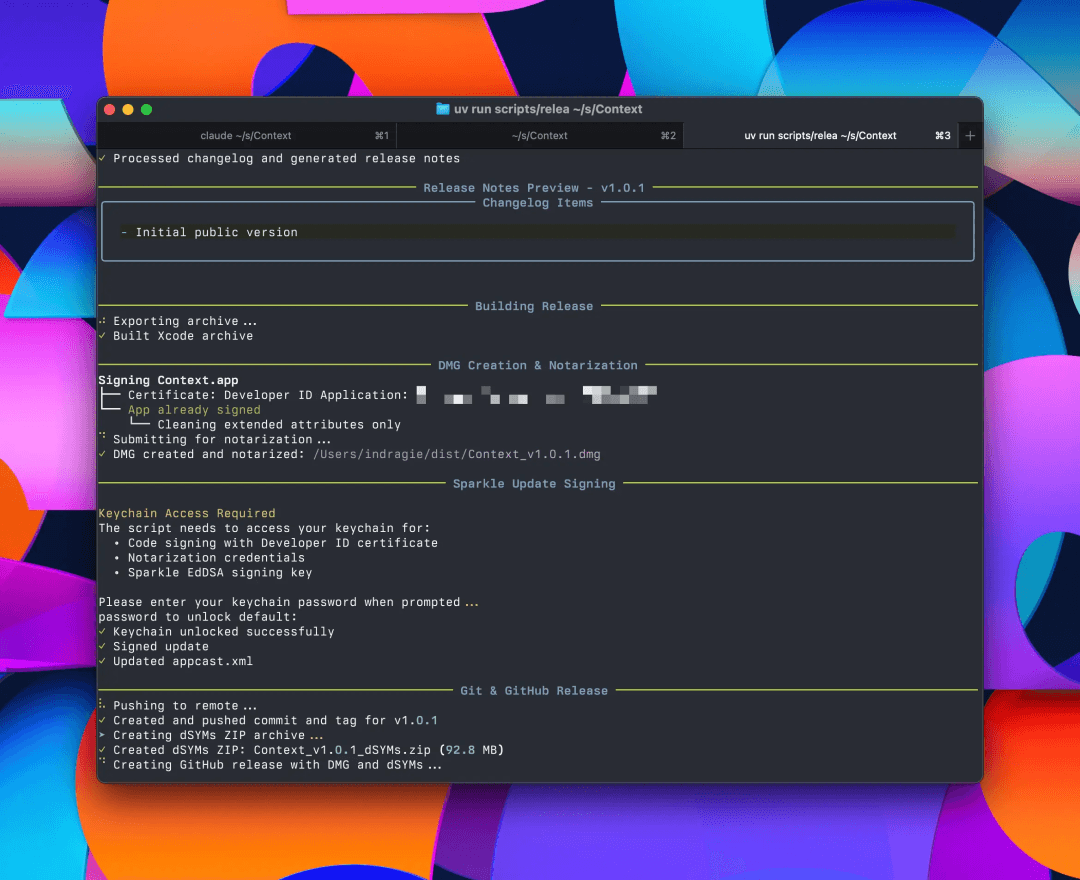 uv run scripts/relea ~/s/Context
claude ~/s/Context ⌘1 ~/s/Context ⌘2 uv run scripts/relea ~/s/Context ⌘3 +
✓ Processed changelog and generated release notes
Release Notes Preview - v1.0.1
Changelog Items
- Initial public version
Building Release
Exporting archive...
✓ Built Xcode archive
DMG Creation & Notarization
Signing Context.app
Certificate: Developer ID Application:
App already signed
Cleaning extended attributes only
Submitting for notarization...
✓ DMG created and notarized: /Users/indragie/dist/Context_v1.0.1.dmg
Sparkle Update Signing
Keychain Access Required
The script needs to access your keychain for:
• Code signing with Developer ID certificate
• Notarization credentials
• Sparkle EdDSA signing key
Please enter your keychain password when prompted...
password to unlock default:
✓ Keychain unlocked successfully
✓ Signed update
✓ Updated appcast.xml
Git & GitHub Release
Pushing to remote...
✓ Created and pushed commit and tag for v1.0.1
➤ Creating dSYMs ZIP archive...
✓ Created dSYMs ZIP: Context_v1.0.1_dSYMs.zip (92.8 MB)
Creating GitHub release with DMG and dSYMs...